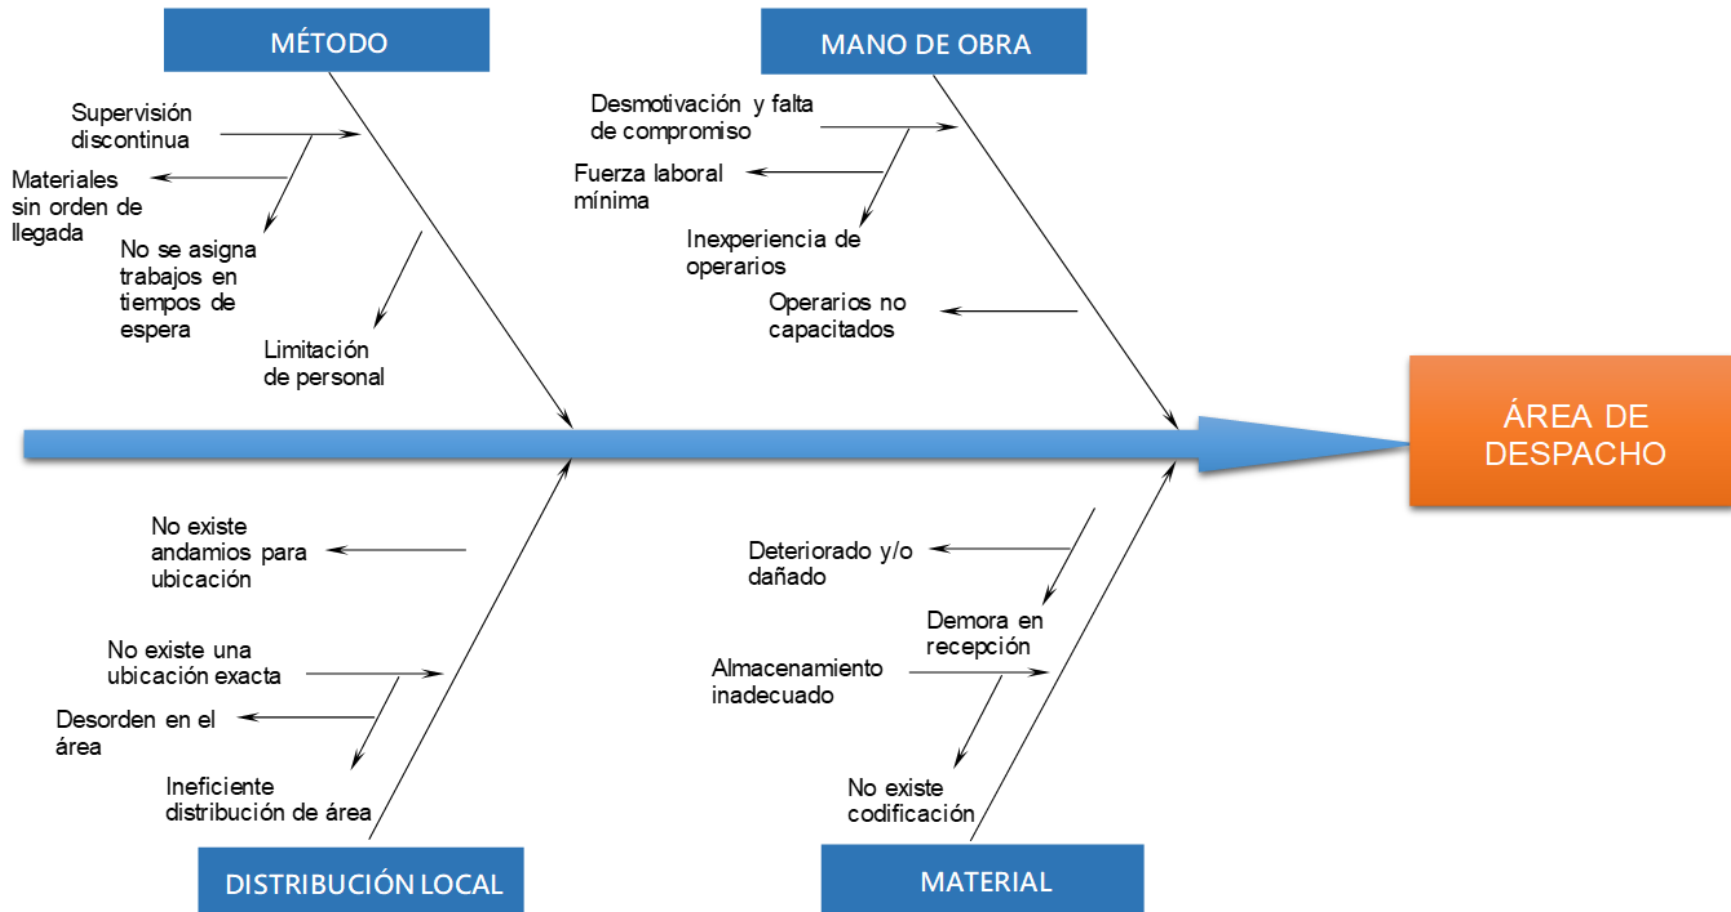 MÉTODO
MANO DE OBRA
Supervisión
discontinua
Materiales
sin orden de
llegada
No se asigna
trabajos en
tiempos de
espera
Limitación
de personal
Desmotivación y falta
de compromiso
Fuerza laboral
mínima
Inexperiencia de
operarios
Operarios no
capacitados
ÁREA DE
DESPACHO
No existe
andamios para
ubicación
No existe una
ubicación exacta
Desorden en el
área
Ineficiente
distribución de área
Deteriorado y/o
dañado
Demora en
recepción
Almacenamiento
inadecuado
No existe
codificación
DISTRIBUCIÓN LOCAL
MATERIAL